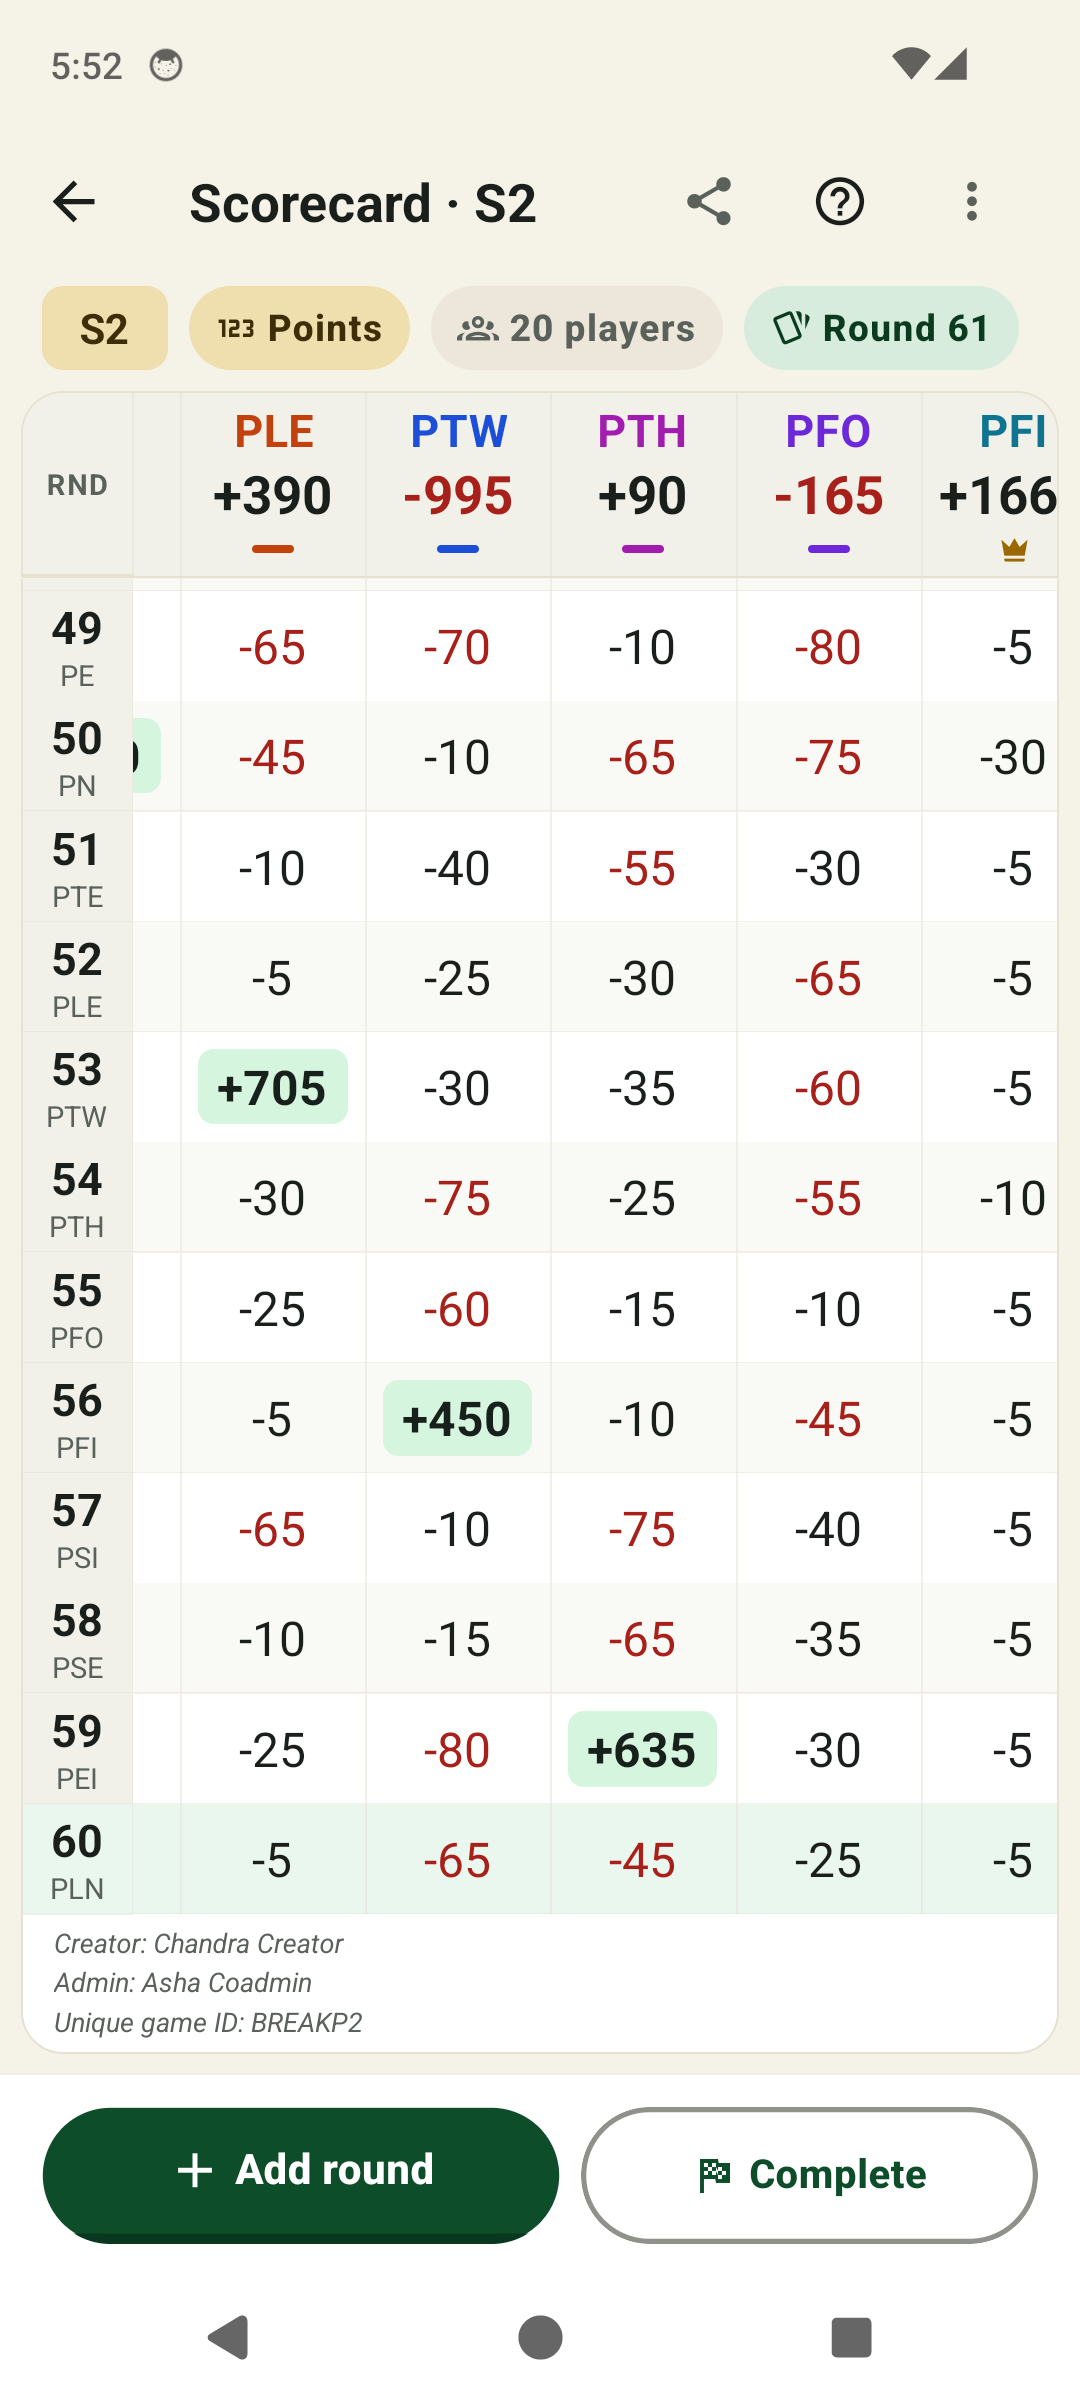 5:52
Scorecard · S2
S2
123 Points
20 players
Round 61
RND PLE PTW PTH PFO PFI
+390 -995 +90 -165 +166
49 -65 -70 -10 -80 -5
PE
50 -45 -10 -65 -75 -30
PN
51 -10 -40 -55 -30 -5
PTE
52 -5 -25 -30 -65 -5
PLE
53 +705 -30 -35 -60 -5
PTW
54 -30 -75 -25 -55 -10
PTH
55 -25 -60 -15 -10 -5
PFO
56 -5 +450 -10 -45 -5
PFI
57 -65 -10 -75 -40 -5
PSI
58 -10 -15 -65 -35 -5
PSE
59 -25 -80 +635 -30 -5
PEI
60 -5 -65 -45 -25 -5
PLN
Creator: Chandra Creator
Admin: Asha Coadmin
Unique game ID: BREAKP2
+ Add round
Complete